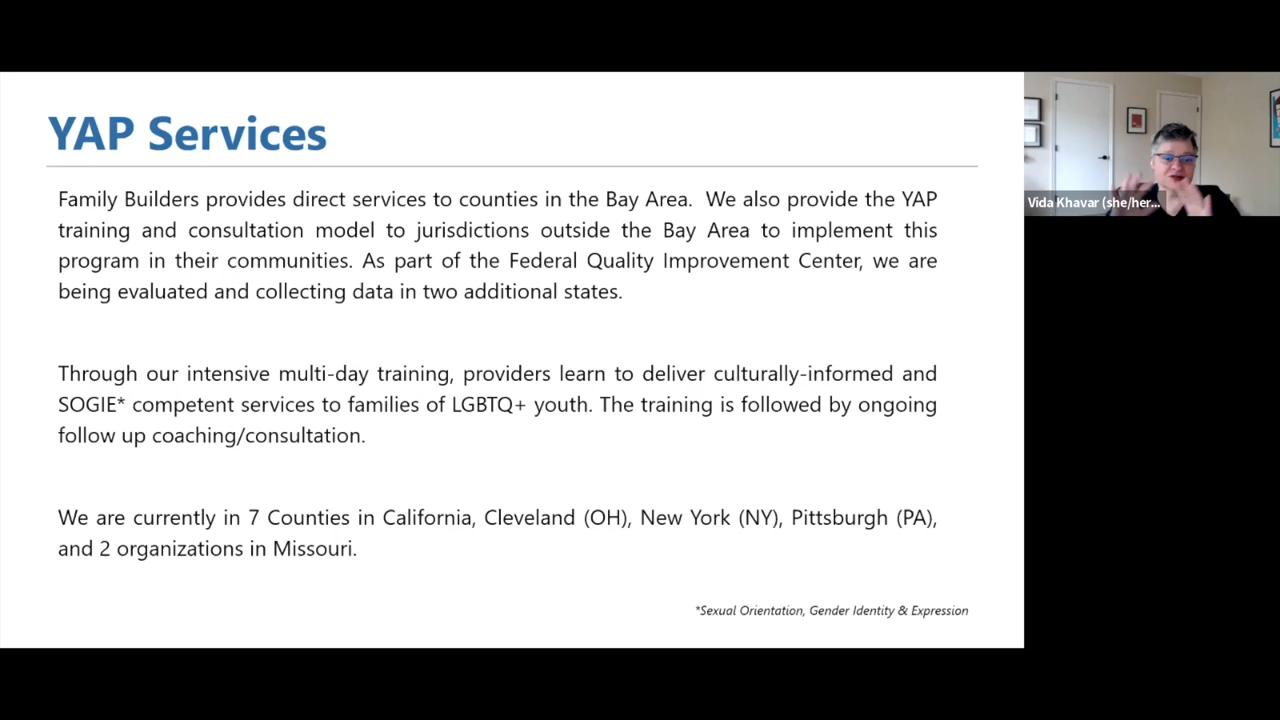 YAP Services
Family Builders provides direct services to counties in the Bay Area. We also provide the YAP
training and consultation model to jurisdictions outside the Bay Area to implement this
program in their communities. As part of the Federal Quality Improvement Center, we are
being evaluated and collecting data in two additional states.
Through our intensive multi-day training, providers learn to deliver culturally-informed and
SOGIE* competent services to families of LGBTQ+ youth. The training is followed by ongoing
follow up coaching/consultation.
We are currently in 7 Counties in California, Cleveland (OH), New York (NY), Pittsburgh (PA),
and 2 organizations in Missouri.
*Sexual Orientation, Gender Identity & Expression
Vida Khavar (she/her...